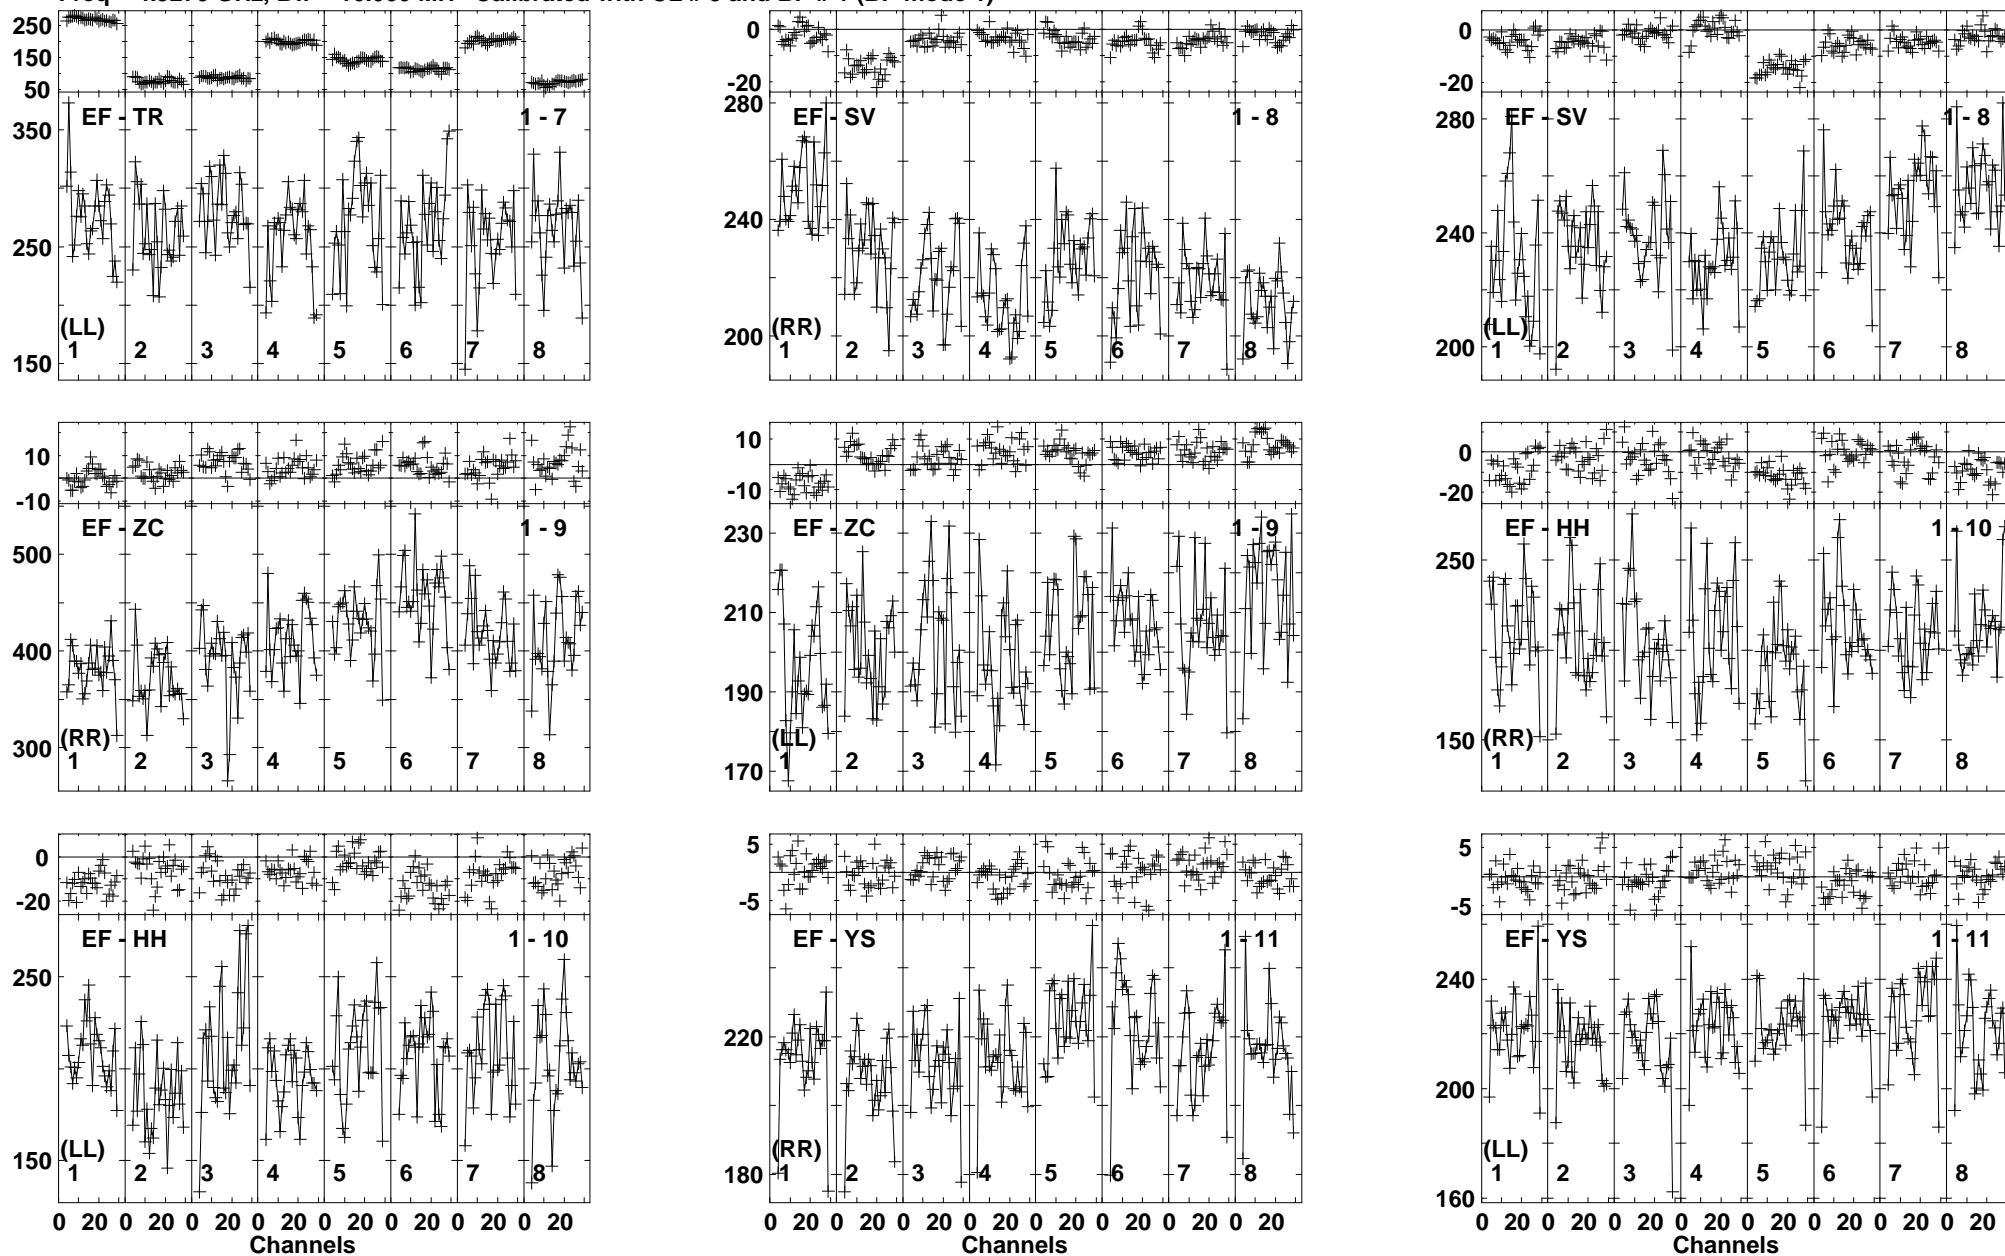 250
150
50
0
-20
0
-20
EF - TR
1 - 7
350
250
150
(LL)
1 2 3 4 5 6 7 8
EF - SV
1 - 8
280
240
200
(RR)
1 2 3 4 5 6 7 8
EF - SV
1 - 8
280
240
200
(LL)
1 2 3 4 5 6 7 8
10
-10
10
-10
0
-20
EF - ZC
1 - 9
500
400
300
(RR)
1 2 3 4 5 6 7 8
EF - ZC
1 - 9
230
210
190
170
(LL)
1 2 3 4 5 6 7 8
EF - HH
1 - 10
250
150
(RR)
1 2 3 4 5 6 7 8
0
-20
5
-5
5
-5
EF - HH
1 - 10
250
150
(LL)
1 2 3 4 5 6 7 8
0 20 0 20 0 20 0 20 0 20 0 20 0 20 0 20
Channels
EF - YS
1 - 11
220
180
(RR)
1 2 3 4 5 6 7 8
0 20 0 20 0 20 0 20 0 20 0 20 0 20 0 20
Channels
EF - YS
1 - 11
240
200
160
(LL)
1 2 3 4 5 6 7 8
0 20 0 20 0 20 0 20 0 20 0 20 0 20 0 20
Channels